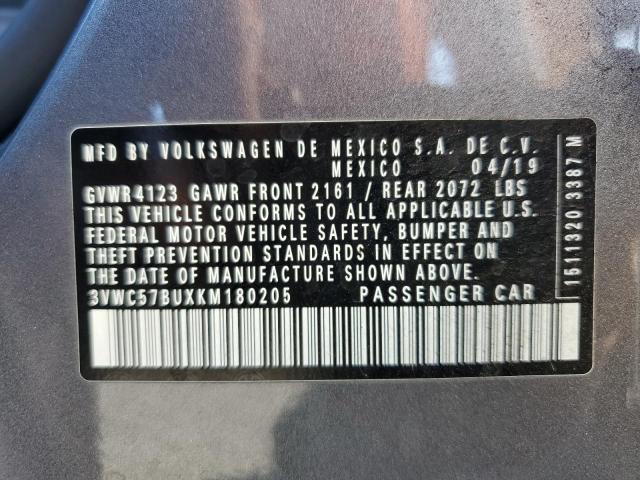 MFD BY VOLKSWAGEN DE MEXICO S.A. DE C.V.
MEXICO 04/19
GVWR4123 GAWR FRONT 2161 / REAR 2072 LBS
THIS VEHICLE CONFORMS TO ALL APPLICABLE U.S.
FEDERAL MOTOR VEHICLE SAFETY, BUMPER AND
THEFT PREVENTION STANDARDS IN EFFECT ON
THE DATE OF MANUFACTURE SHOWN ABOVE.
3VWC57BUXKM180205 PASSENGER CAR
1511320 3387 M